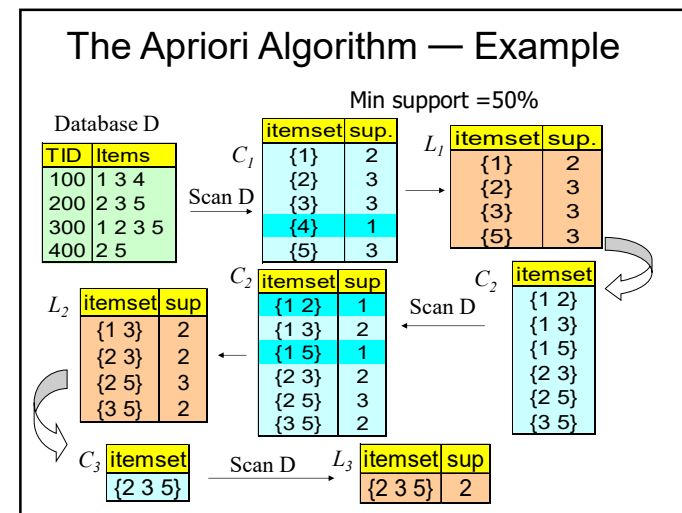 The Apriori Algorithm — Example
Min support =50%
Database D
TID Items
100 1 3 4
200 2 3 5
300 1 2 3 5
400 2 5
Scan D
C1
itemset sup.
{1} 2
{2} 3
{3} 3
{4} 1
{5} 3
L1
itemset sup.
{1} 2
{2} 3
{3} 3
{5} 3
C2
itemset
{1 2}
{1 3}
{1 5}
{2 3}
{2 5}
{3 5}
Scan D
C2
itemset sup
{1 2} 1
{1 3} 2
{1 5} 1
{2 3} 2
{2 5} 3
{3 5} 2
L2
itemset sup
{1 3} 2
{2 3} 2
{2 5} 3
{3 5} 2
C3
itemset
{2 3 5}
Scan D
L3
itemset sup
{2 3 5} 2